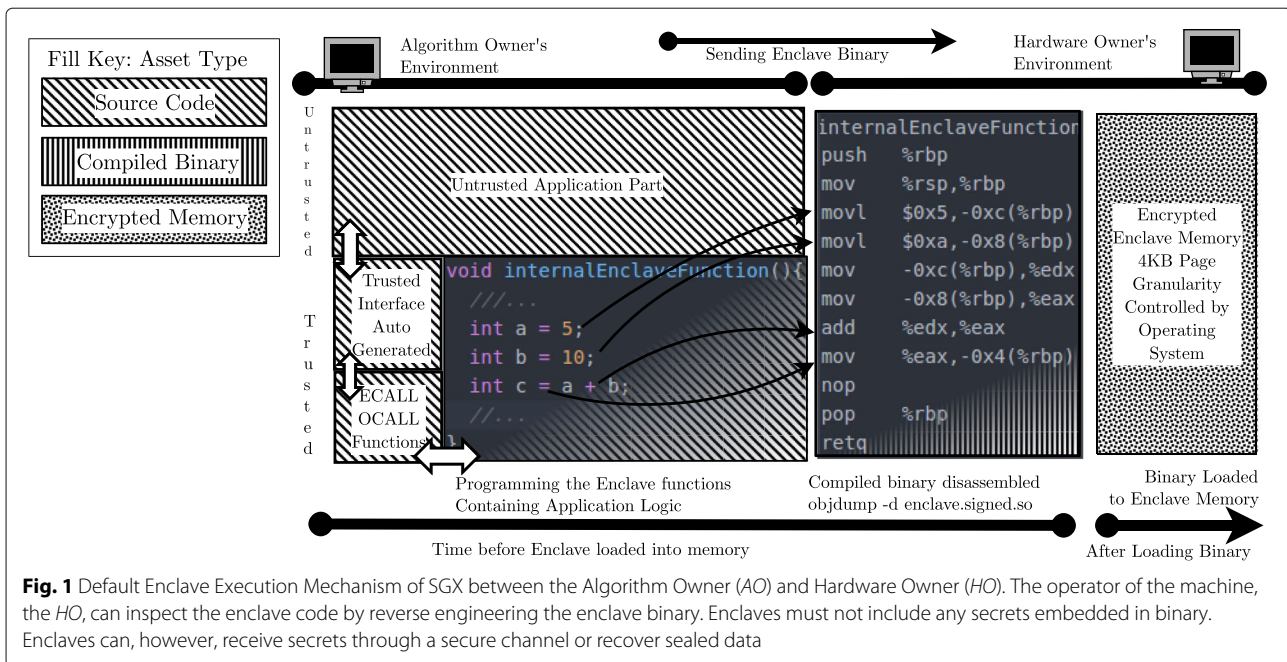 Fill Key: Asset Type
Source Code
Compiled Binary
Encrypted Memory
Algorithm Owner's
Environment
Sending Enclave Binary
Hardware Owner's
Environment
Untrusted
Trusted
Untrusted Application Part
Trusted
Interface
Auto
Generated
ECALL
OCALL
Functions
void internalEnclaveFunction(){
///...
int a = 5;
int b = 10;
int c = a + b;
//...
}
internalEnclaveFunction
push %rbp
mov %rsp,%rbp
movl $0x5,-0xc(%rbp)
movl $0xa,-0x8(%rbp)
mov -0xc(%rbp),%edx
mov -0x8(%rbp),%eax
add %edx,%eax
mov %eax,-0x4(%rbp)
nop
pop %rbp
retq
Encrypted
Enclave Memory
4KB Page
Granularity
Controlled by
Operating
System
Programming the Enclave functions
Containing Application Logic
Compiled binary disassembled
objdump -d enclave.signed.so
Binary Loaded
to Enclave Memory
Time before Enclave loaded into memory
After Loading Binary
Fig. 1 Default Enclave Execution Mechanism of SGX between the Algorithm Owner (AO) and Hardware Owner (HO). The operator of the machine,
the HO, can inspect the enclave code by reverse engineering the enclave binary. Enclaves must not include any secrets embedded in binary.
Enclaves can, however, receive secrets through a secure channel or recover sealed data